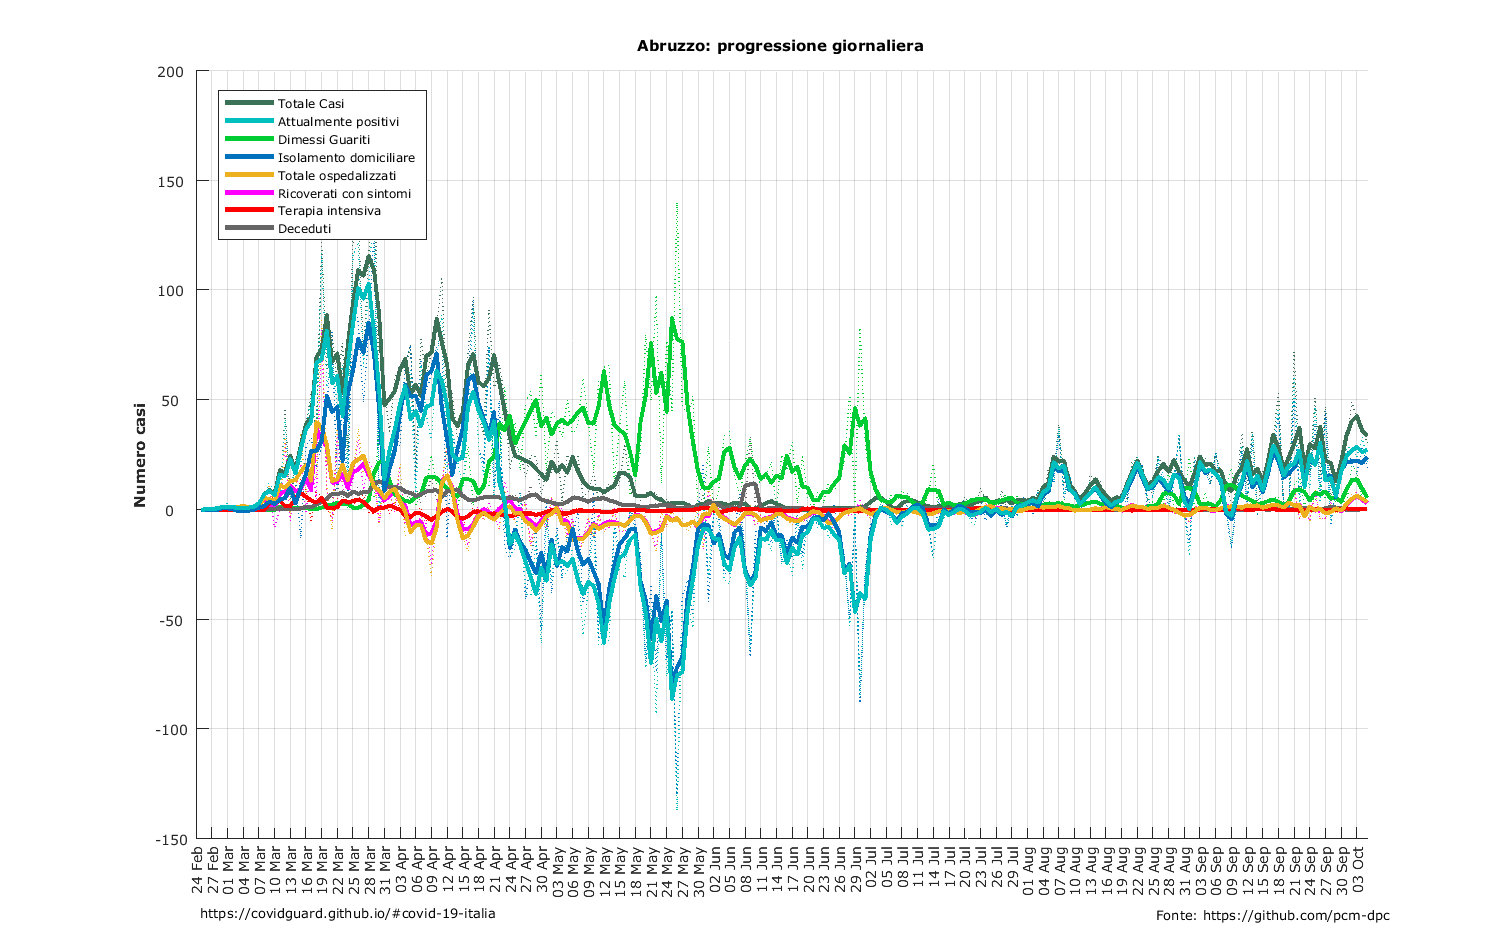 Abruzzo: progressione giornaliera
200
150
100
50
0
-50
-100
-150
Numero casi
Totale Casi
Attualmente positivi
Dimessi Guariti
Isolamento domiciliare
Totale ospedalizzati
Ricoverati con sintomi
Terapia intensiva
Deceduti
24 Feb
27 Feb
01 Mar
04 Mar
07 Mar
10 Mar
13 Mar
16 Mar
19 Mar
22 Mar
25 Mar
28 Mar
31 Mar
03 Apr
06 Apr
09 Apr
12 Apr
15 Apr
18 Apr
21 Apr
24 Apr
27 Apr
30 Apr
03 May
06 May
09 May
12 May
15 May
18 May
21 May
24 May
27 May
30 May
02 Jun
05 Jun
08 Jun
11 Jun
14 Jun
17 Jun
20 Jun
23 Jun
26 Jun
29 Jun
02 Jul
05 Jul
08 Jul
11 Jul
14 Jul
17 Jul
20 Jul
23 Jul
26 Jul
29 Jul
01 Aug
04 Aug
07 Aug
10 Aug
13 Aug
16 Aug
19 Aug
22 Aug
25 Aug
28 Aug
31 Aug
03 Sep
06 Sep
09 Sep
12 Sep
15 Sep
18 Sep
21 Sep
24 Sep
27 Sep
30 Sep
03 Oct
https://covidguard.github.io/#covid-19-italia
Fonte: https://github.com/pcm-dpc